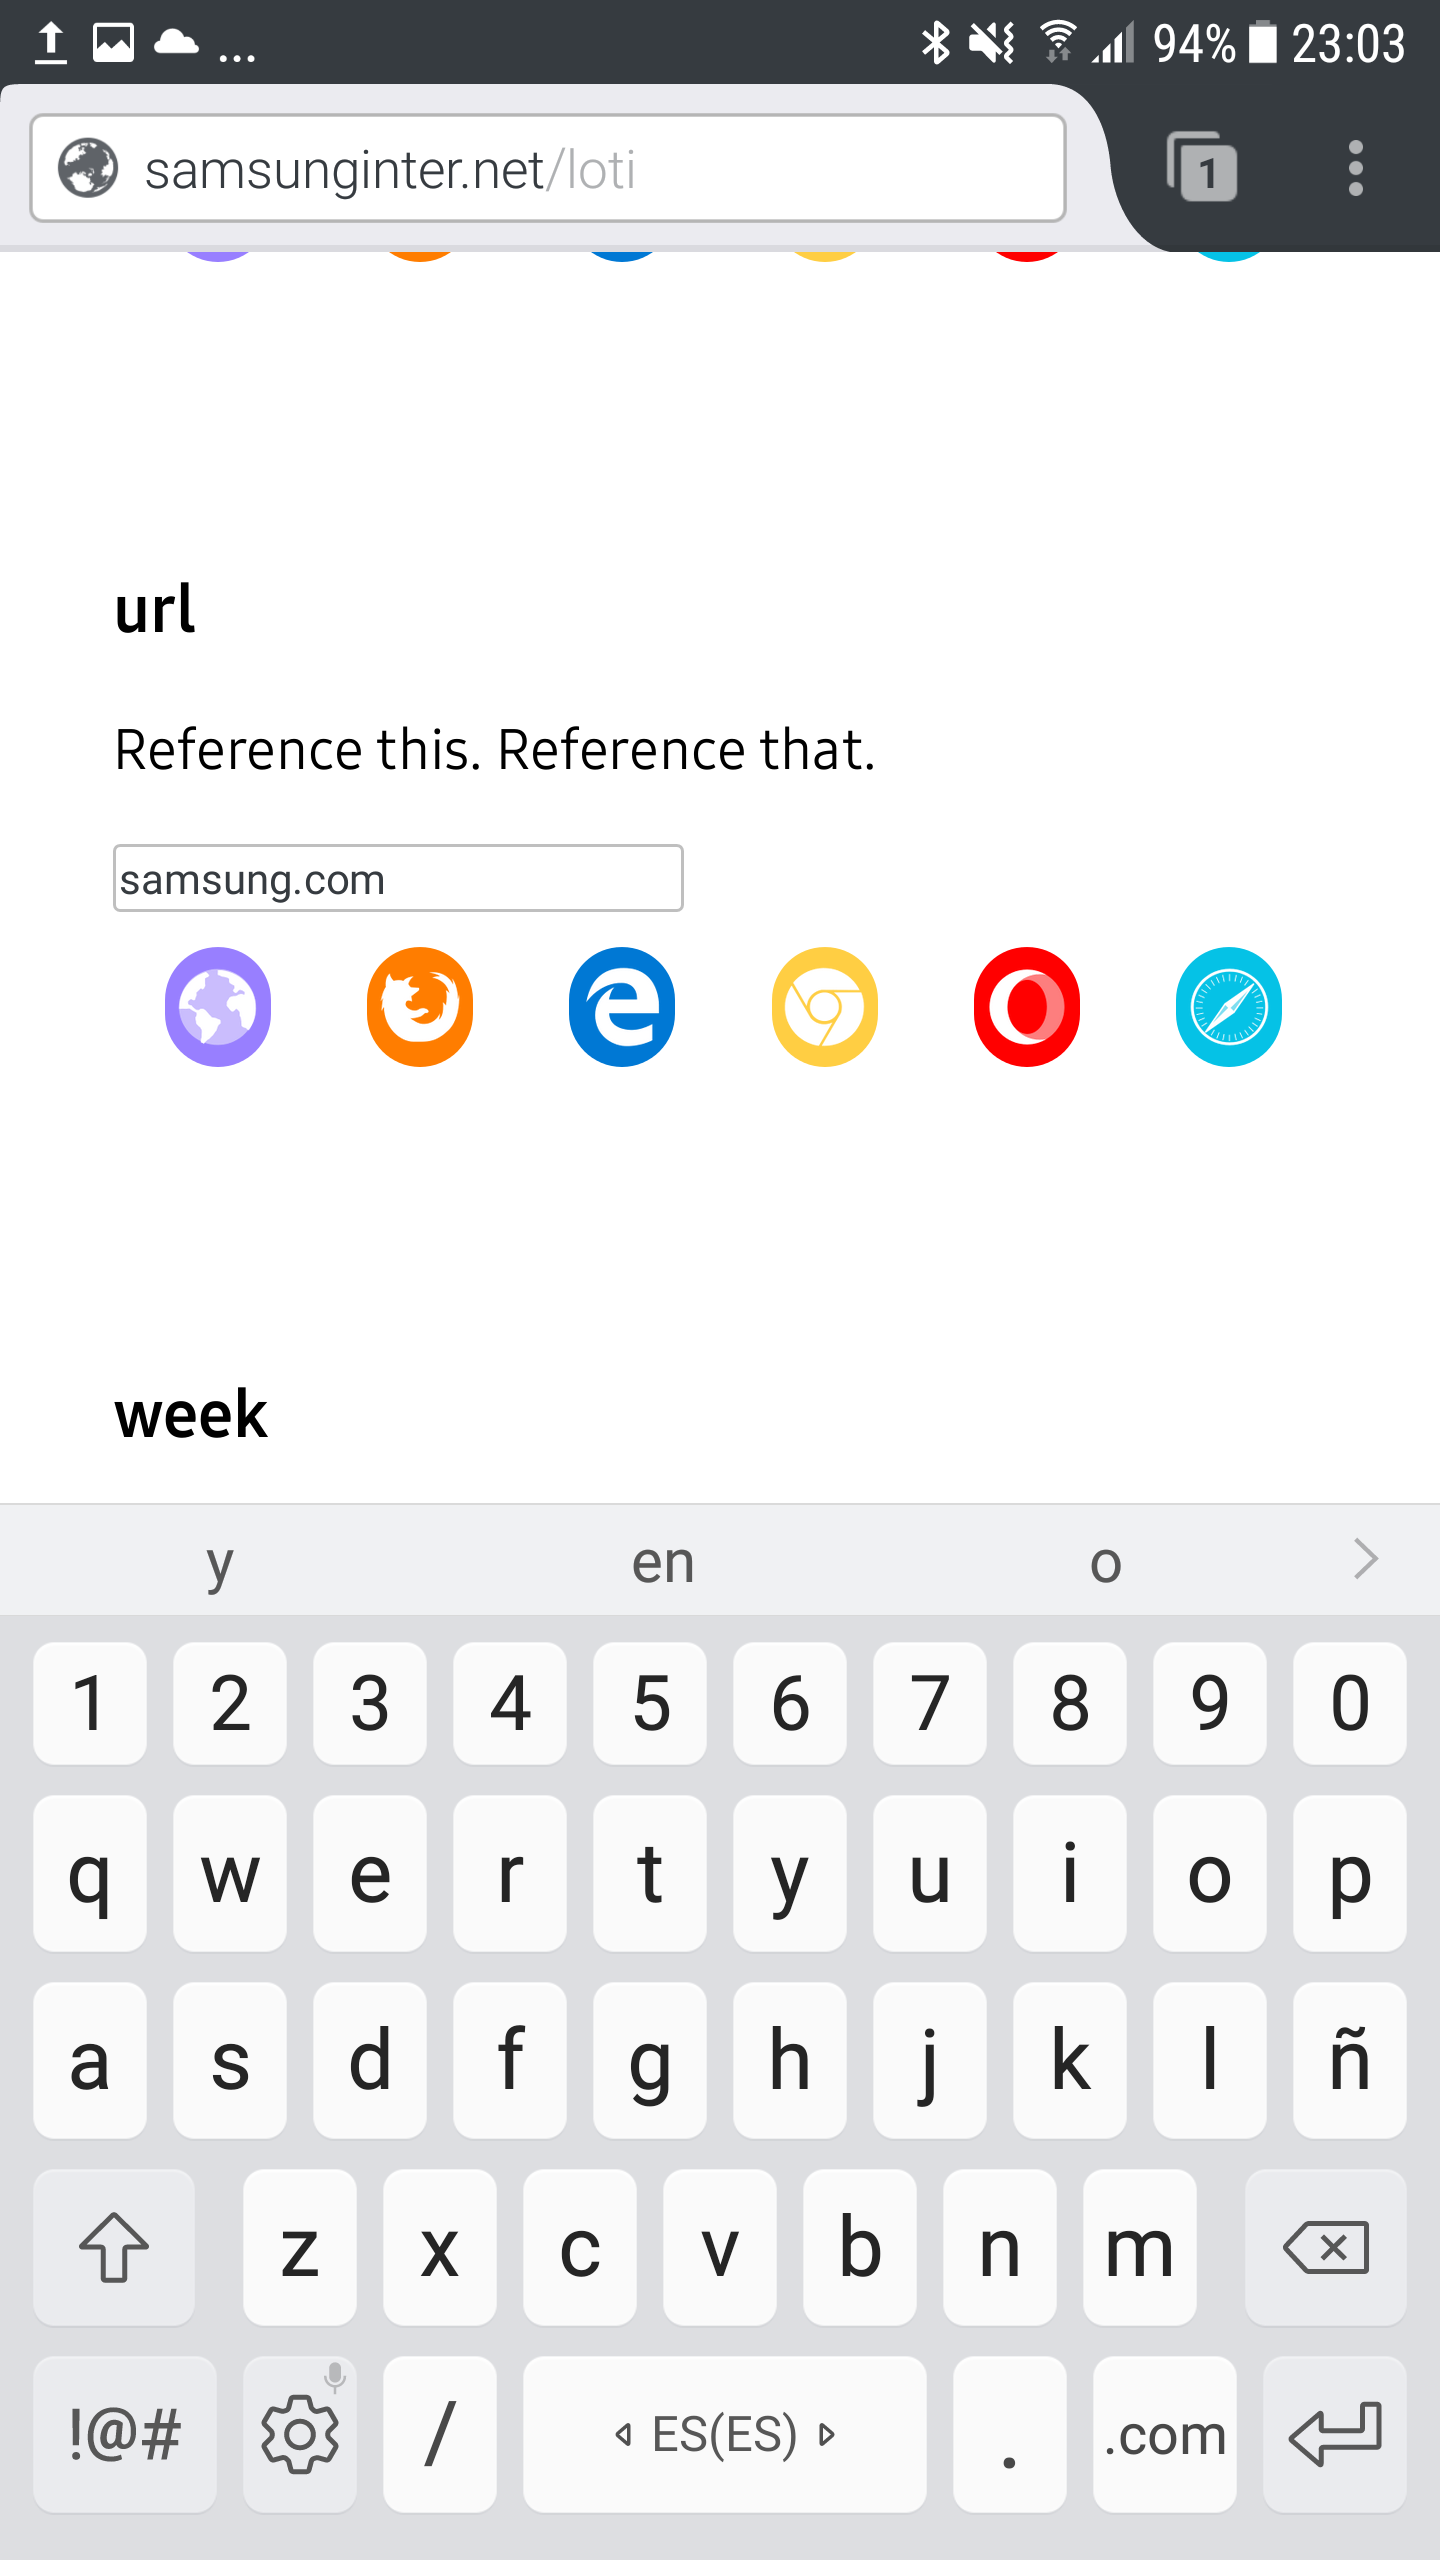 ... 94% 23:03
samsunginter.net/loti 1
url
Reference this. Reference that.
samsung.com
week
y en o
1 2 3 4 5 6 7 8 9 0
q w e r t y u i o p
a s d f g h j k l ñ
z x c v b n m
!@# / ES(ES) . .com